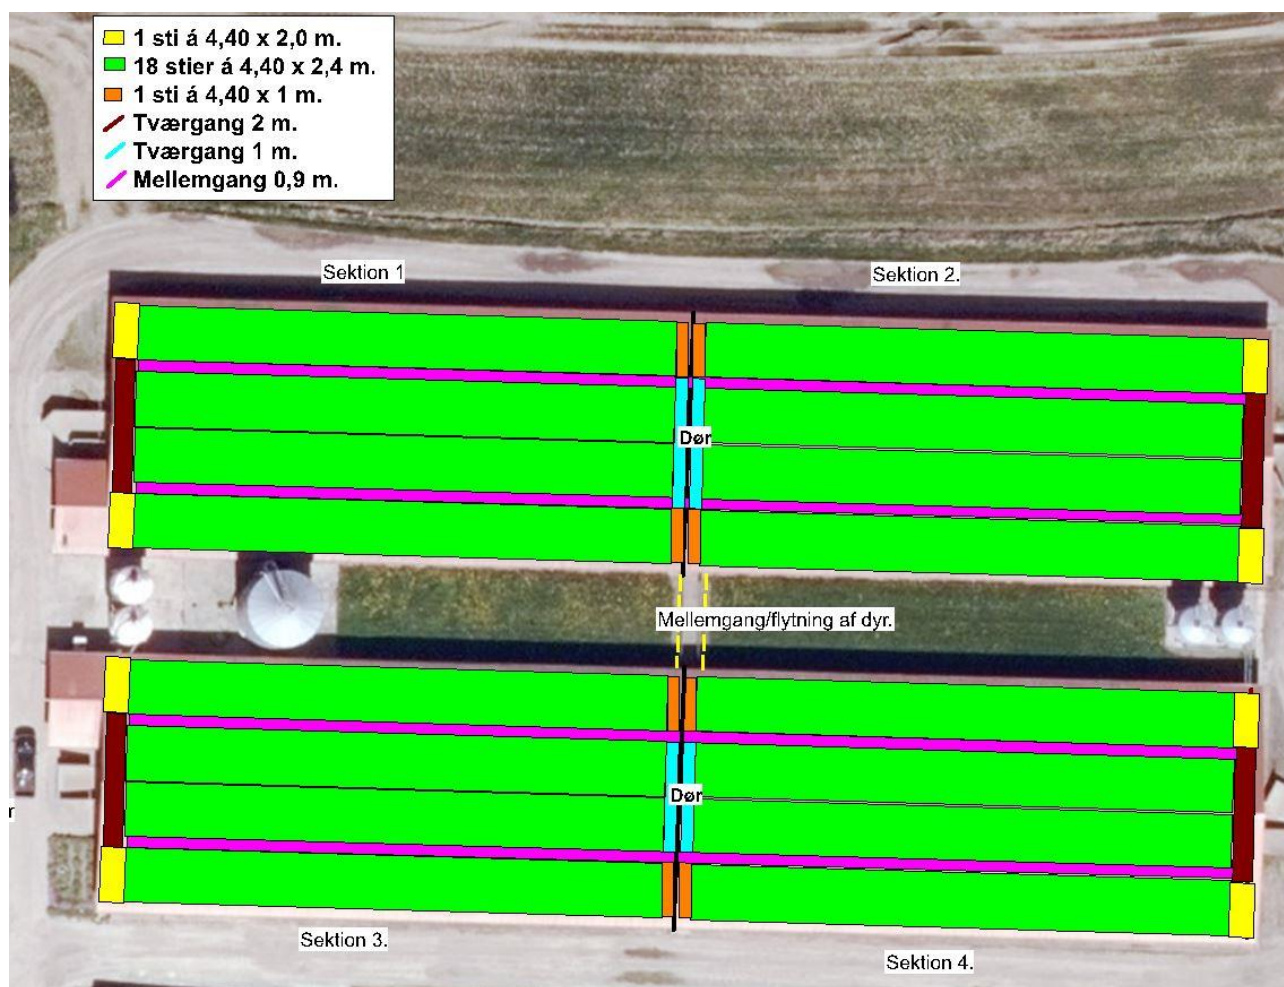 1 sti á 4,40 x 2,0 m.
18 stier á 4,40 x 2,4 m.
1 sti á 4,40 x 1 m.
Tværgang 2 m.
Tværgang 1 m.
Mellemgang 0,9 m.
Sektion 1
Sektion 2.
Dør
Mellemgang/flytning af dyr.
Dør
r
Sektion 3.
Sektion 4.